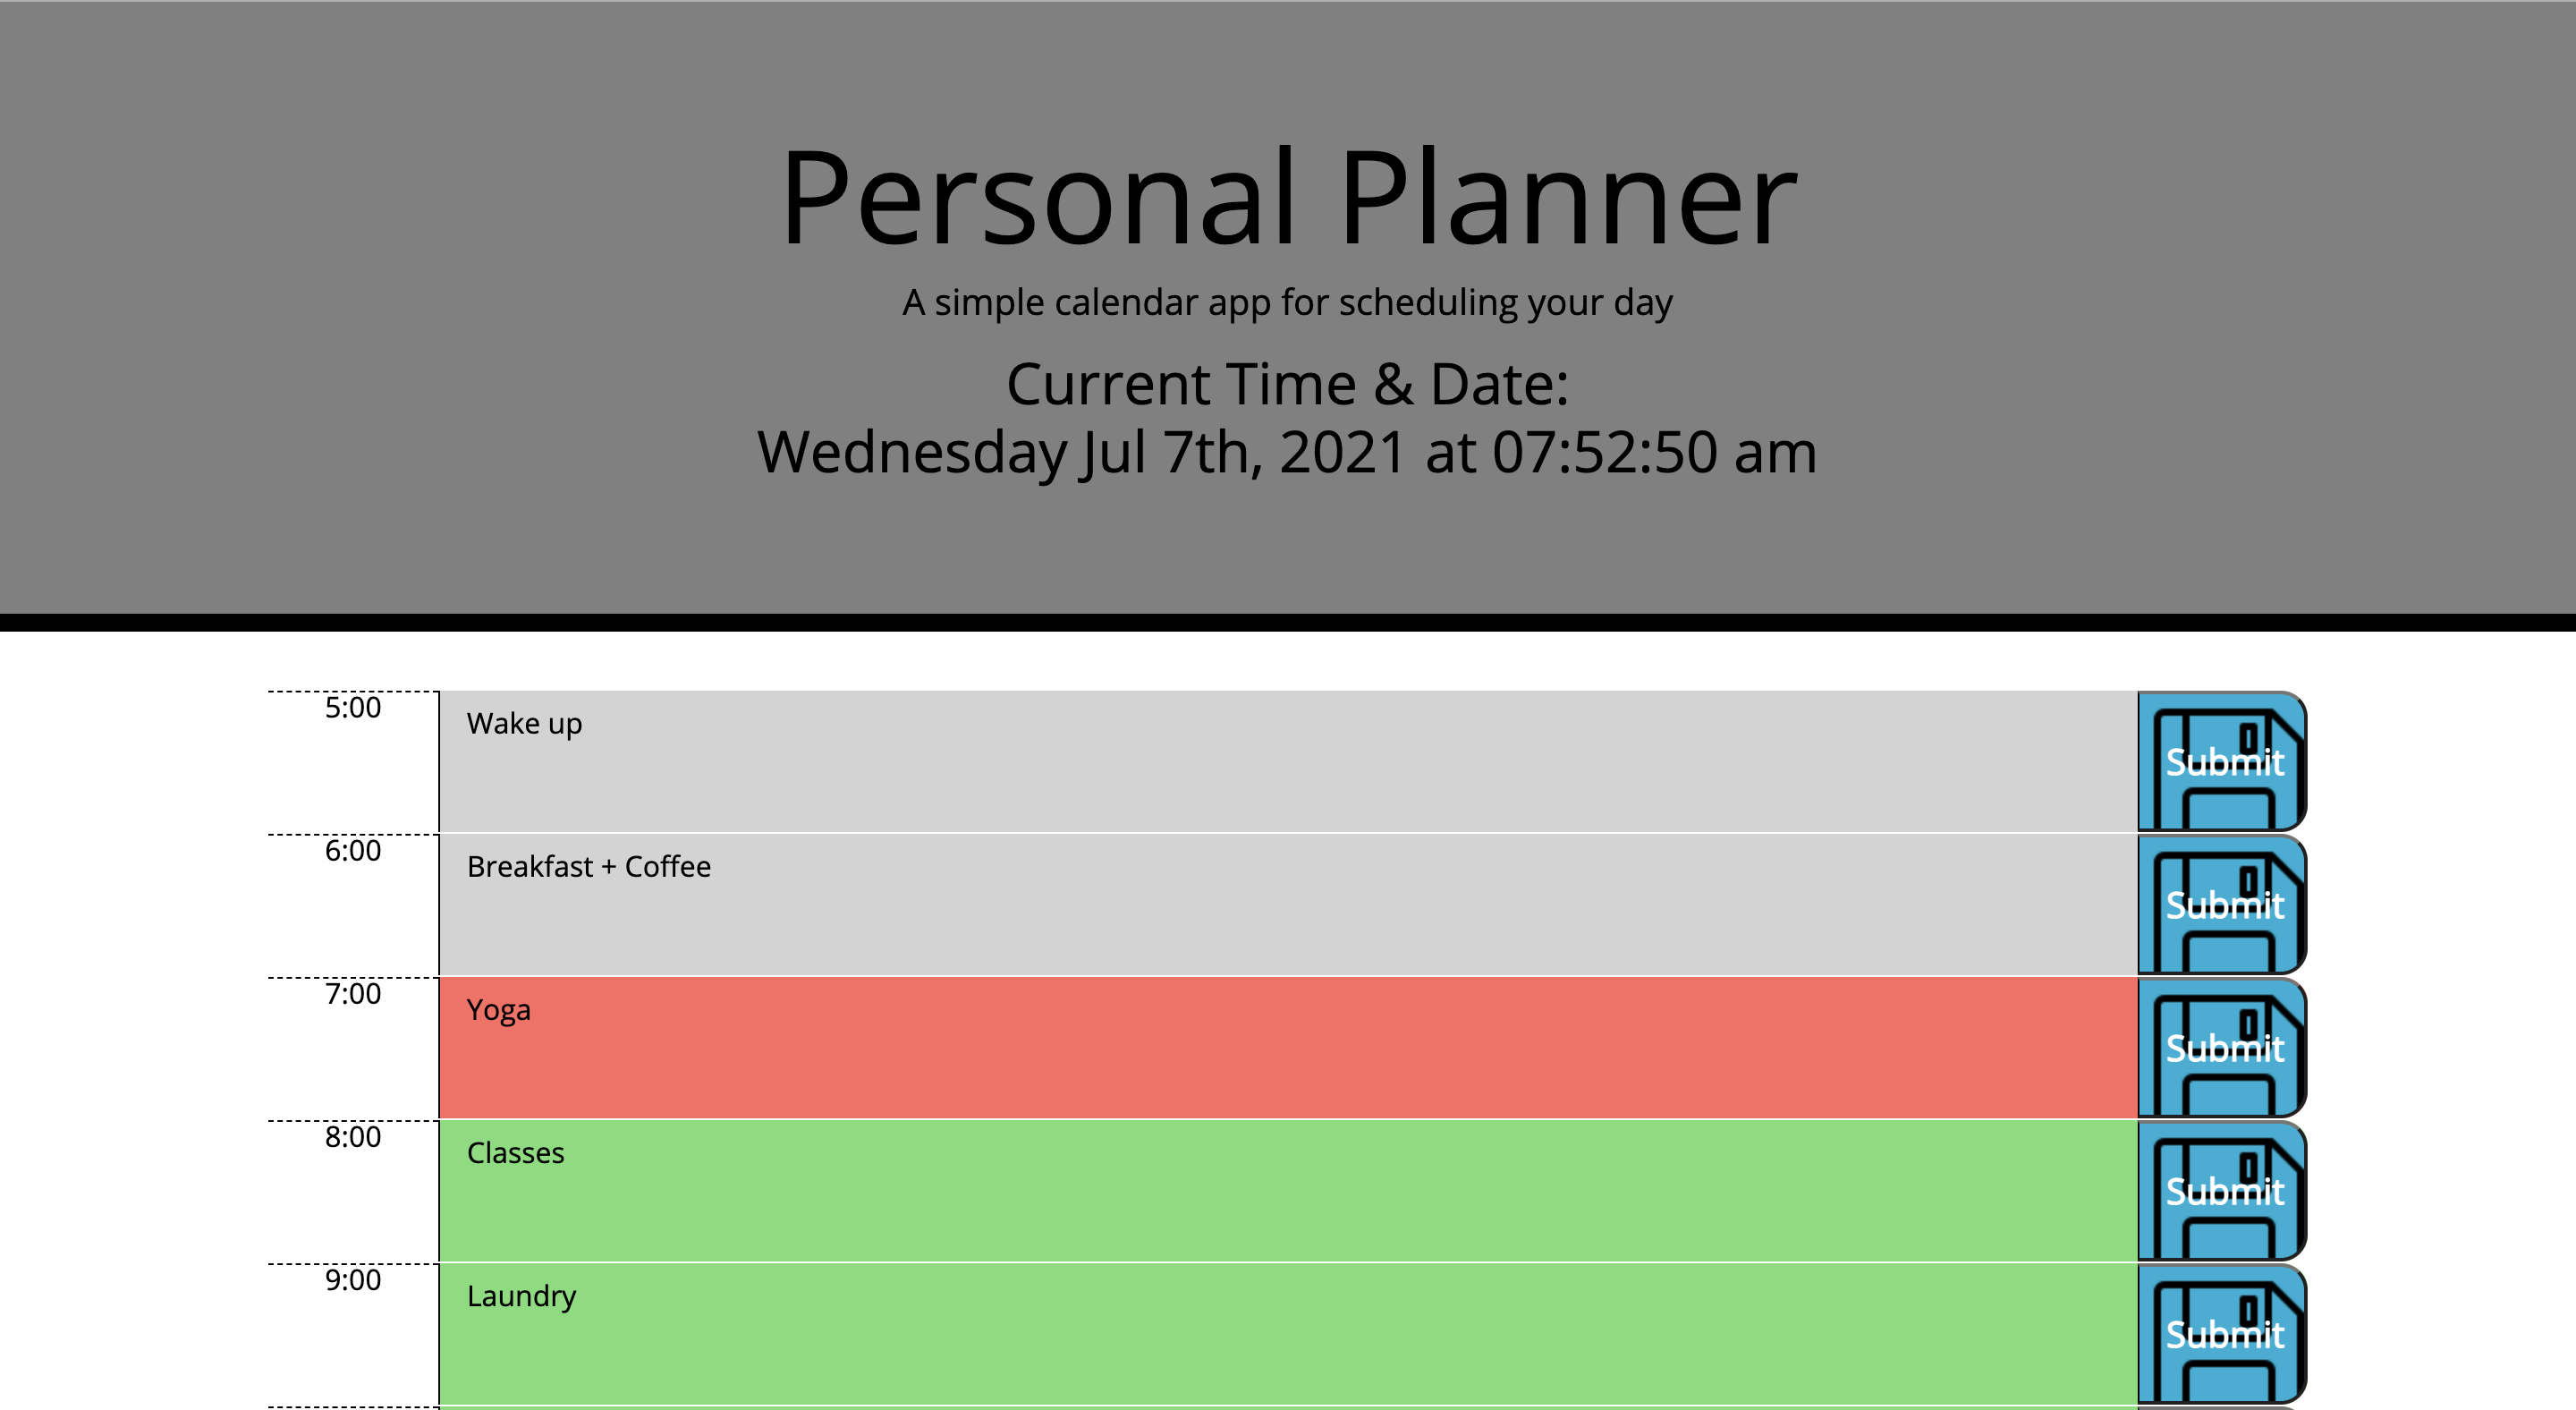 Personal Planner
A simple calendar app for scheduling your day
Current Time & Date:
Wednesday Jul 7th, 2021 at 07:52:50 am
5:00
Wake up
Submit
6:00
Breakfast + Coffee
Submit
7:00
Yoga
Submit
8:00
Classes
Submit
9:00
Laundry
Submit